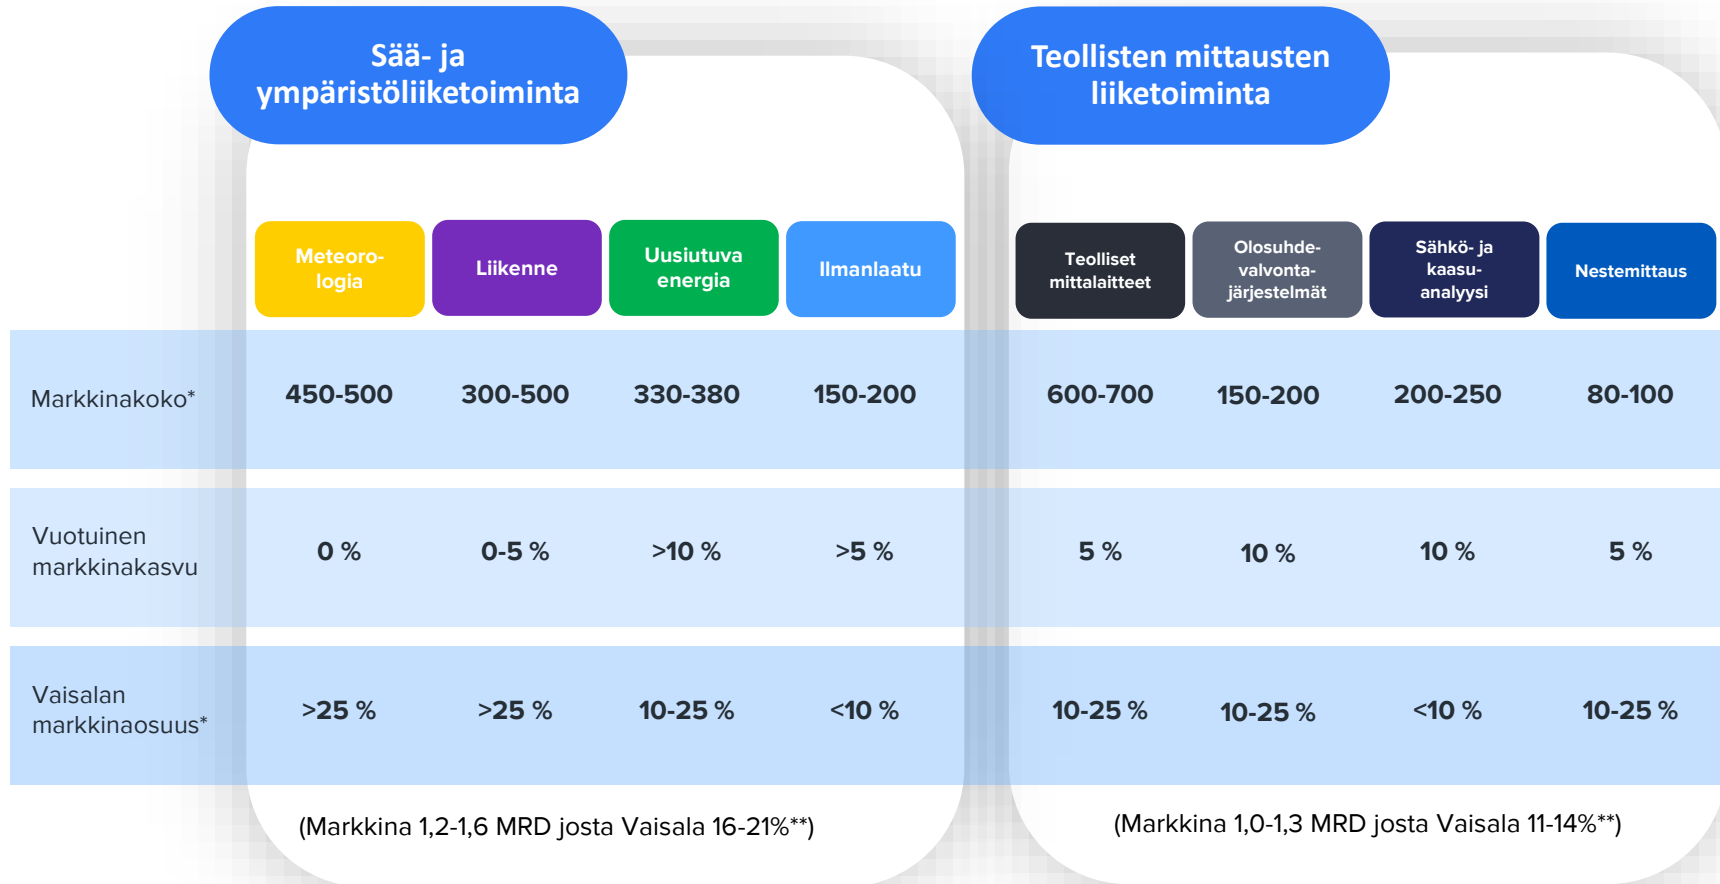 Sää- ja
ympäristöliiketoiminta
Teollisten mittausten
liiketoiminta
Meteoro-
logia
Liikenne
Uusiutuva
energia
Ilmanlaatu
Teolliset
mittalaitteet
Olosuhde-
valvonta-
järjestelmät
Sähkö- ja
kaasu-
analyysi
Nestemittaus
Markkinakoko* 450-500 300-500 330-380 150-200 600-700 150-200 200-250 80-100
Vuotuinen
markkinakasvu
0 % 0-5 % >10 % >5 % 5 % 10 % 10 % 5 %
Vaisalan
markkinaosuus*
>25 % >25 % 10-25 % <10 % 10-25 % 10-25 % <10 % 10-25 %
(Markkina 1,2-1,6 MRD josta Vaisala 16-21%**)
(Markkina 1,0-1,3 MRD josta Vaisala 11-14%**)